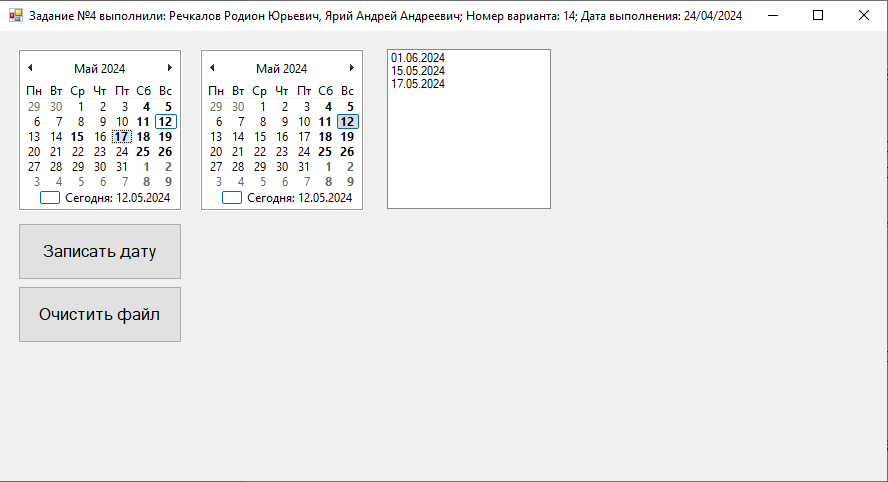 Задание №4 выполнили: Речкалов Родион Юрьевич, Ярий Андрей Андреевич; Номер варианта: 14; Дата выполнения: 24/04/2024
Май 2024
Пн Вт Ср Чт Пт Сб Вс
29 30 1 2 3 4 5
6 7 8 9 10 11 12
13 14 15 16 17 18 19
20 21 22 23 24 25 26
27 28 29 30 31 1 2
3 4 5 6 7 8 9
Сегодня: 12.05.2024
Май 2024
Пн Вт Ср Чт Пт Сб Вс
29 30 1 2 3 4 5
6 7 8 9 10 11 12
13 14 15 16 17 18 19
20 21 22 23 24 25 26
27 28 29 30 31 1 2
3 4 5 6 7 8 9
Сегодня: 12.05.2024
01.06.2024
15.05.2024
17.05.2024
Записать дату
Очистить файл